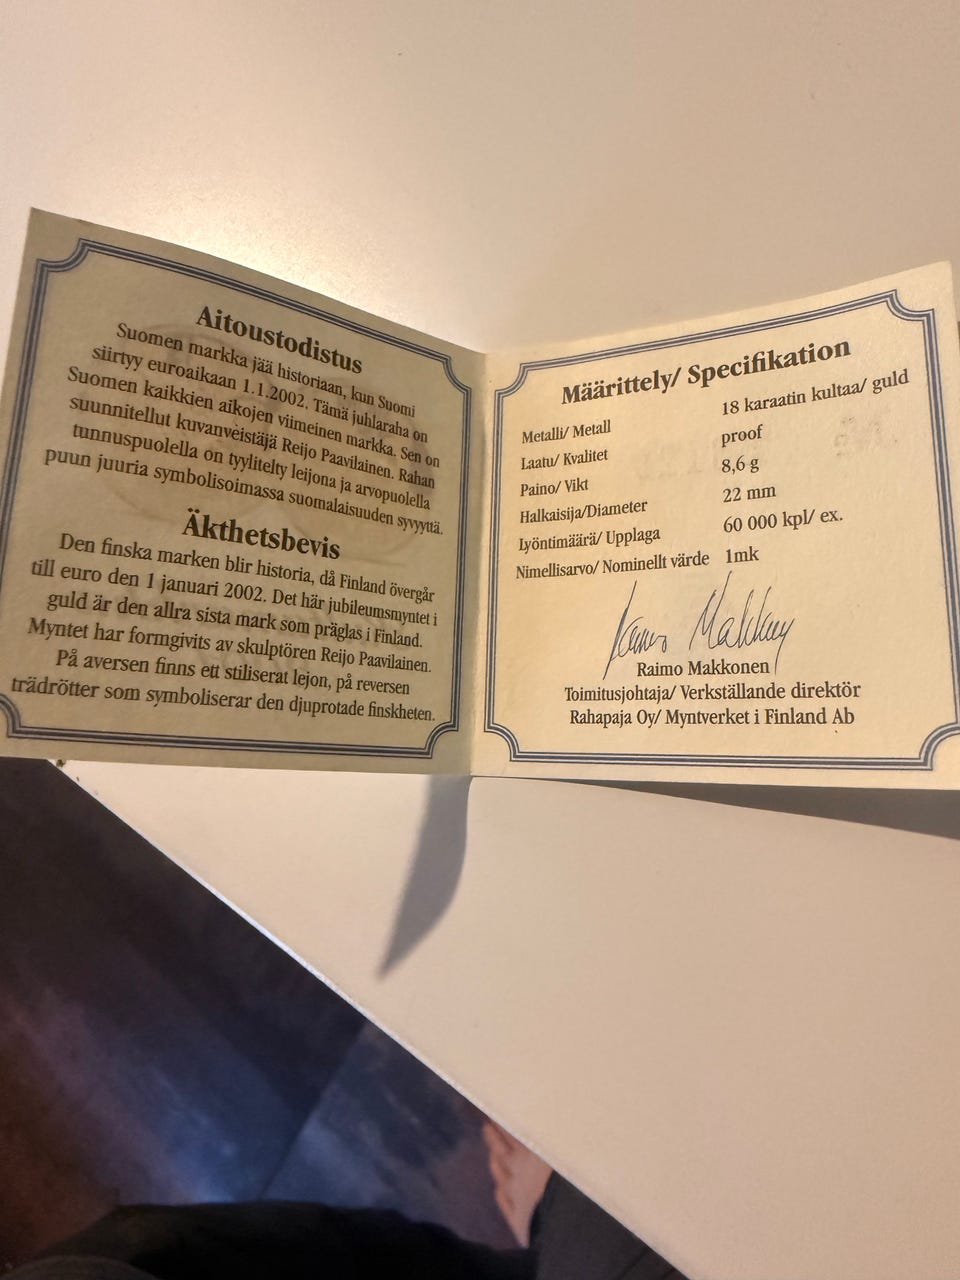 Aitoustodistus
Suomen markka jää historiaan, kun Suomi
siirtyy euroaikaan 1.1.2002. Tämä juhlaraha on
Suomen kaikkien aikojen viimeinen markka. Sen on
suunnitellut kuvanveistäjä Reijo Paavilainen. Rahan
tunnuspuolella on tyylitelty leijona ja arvopuolella
puun juuria symbolisoimassa suomalaisuuden syvyyttä.
Äkthetsbevis
Den finska marken blir historia, då Finland övergår
till euro den 1 januari 2002. Det här jubileumsmyntet i
guld är den allra sista mark som präglas i Finland.
Myntet har formgivits av skulptören Reijo Paavilainen.
På aversen finns ett stiliserat lejon, på reversen
trädrötter som symboliserar den djuprotade finskheten.
Määrittely/ Specifikation
Metalli/ Metall 18 karaatin kultaa/ guld
Laatu/ Kvalitet proof
Paino/ Vikt 8,6 g
Halkaisija/Diameter 22 mm
Lyöntimäärä/ Upplaga 60 000 kpl/ ex.
Nimellisarvo/ Nominellt värde 1mk
Raimo Makkonen
Raimo Makkonen
Toimitusjohtaja/ Verkställande direktör
Rahapaja Oy/ Myntverket i Finland Ab